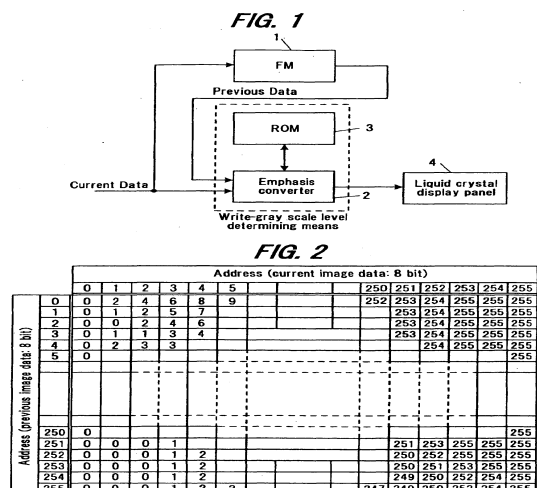 FIG. 1
1
FM
Previous Data
ROM
3
4
Current Data
Emphasis converter
2
Liquid crystal display panel
Write-gray scale level determining means
FIG. 2
Address (current image data: 8 bit)
0 1 2 3 4 5 250 251 252 253 254 255
Address (previous image data: 8 bit)
0 0 2 4 6 8 9 252 253 254 255 255 255
1 0 1 2 5 7 253 254 255 255 255
2 0 0 2 4 6 253 254 255 255 255
3 0 1 1 3 4 253 254 255 255 255
4 0 2 3 3 254 255 255 255
5 0 255
250 0 255
251 0 0 0 1 251 253 255 255 255
252 0 0 0 1 2 250 252 255 255 255
253 0 0 0 1 2 250 251 253 255 255
254 0 0 0 1 2 249 250 252 254 255